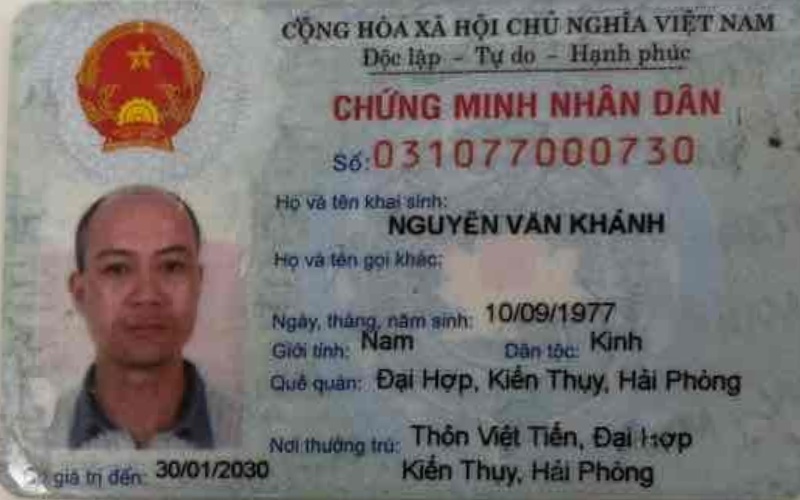 CỘNG HÒA XÃ HỘI CHỦ NGHĨA VIỆT NAM
Độc lập - Tự do - Hạnh phúc
CHỨNG MINH NHÂN DÂN
Số: 031077000730
Họ và tên khai sinh:
NGUYỄN VĂN KHÁNH
Họ và tên gọi khác:
Ngày, tháng, năm sinh: 10/09/1977
Giới tính: Nam Dân tộc: Kinh
Quê quán: Đại Hợp, Kiến Thụy, Hải Phòng
Nơi thường trú: Thôn Việt Tiến, Đại Hợp
Kiến Thụy, Hải Phòng
Có giá trị đến: 30/01/2030